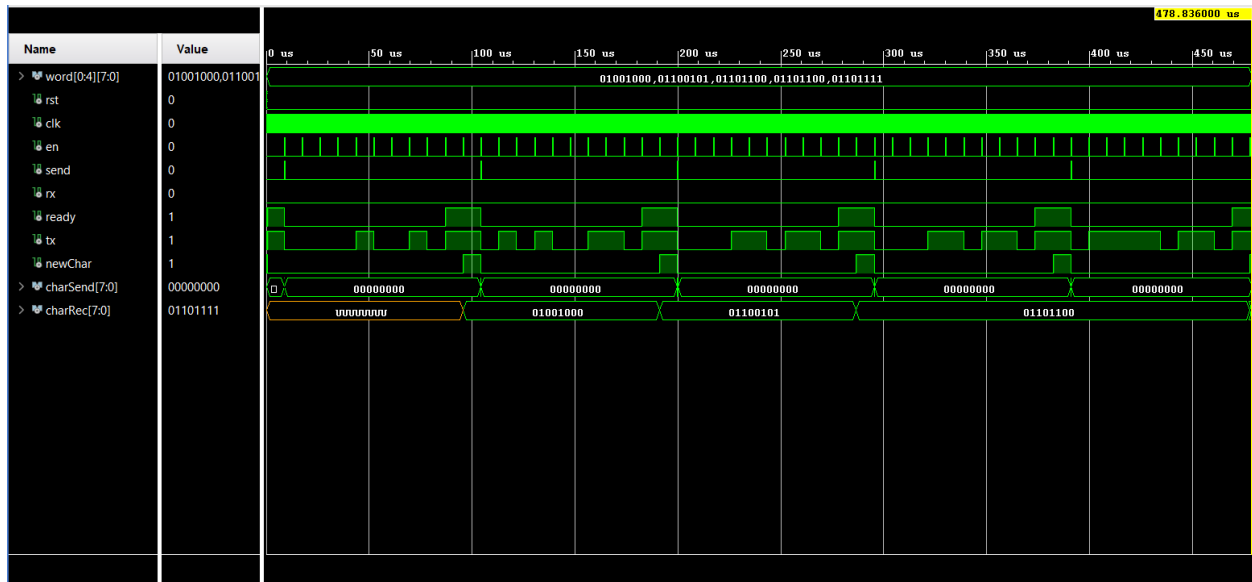 478.836000 us
Name Value 0 us 50 us 100 us 150 us 200 us 250 us 300 us 350 us 400 us 450 us
word[0:4][7:0] 01001000,011001 01001000,01100101,01101100,01101100,01101111
rst 0
clk 0
en 0
send 0
rx 0
ready 1
tx 1
newChar 1
charSend[7:0] 00000000 00000000 00000000 00000000 00000000 00000000
charRec[7:0] 01101111 UUUUUUUU 01001000 01100101 01101100